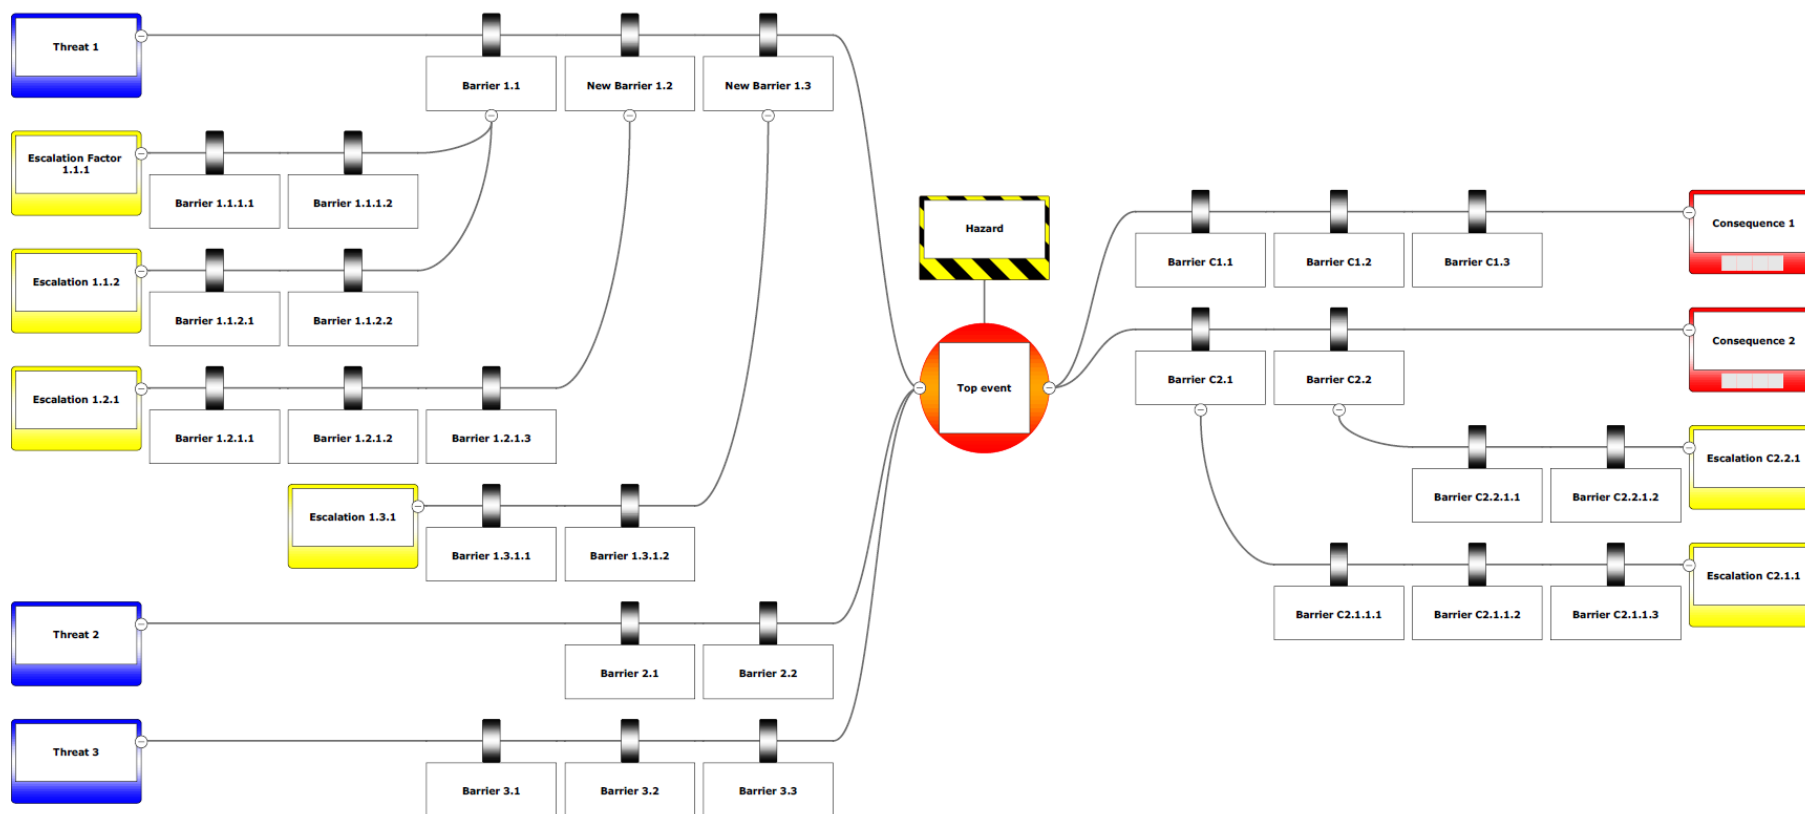 Threat 1
Barrier 1.1
New Barrier 1.2
New Barrier 1.3
Escalation Factor
1.1.1
Barrier 1.1.1.1
Barrier 1.1.1.2
Escalation 1.1.2
Barrier 1.1.2.1
Barrier 1.1.2.2
Escalation 1.2.1
Barrier 1.2.1.1
Barrier 1.2.1.2
Barrier 1.2.1.3
Escalation 1.3.1
Barrier 1.3.1.1
Barrier 1.3.1.2
Threat 2
Barrier 2.1
Barrier 2.2
Threat 3
Barrier 3.1
Barrier 3.2
Barrier 3.3
Hazard
Top event
Barrier C1.1
Barrier C1.2
Barrier C1.3
Consequence 1
Barrier C2.1
Barrier C2.2
Consequence 2
Barrier C2.2.1.1
Barrier C2.2.1.2
Escalation C2.2.1
Barrier C2.1.1.1
Barrier C2.1.1.2
Barrier C2.1.1.3
Escalation C2.1.1